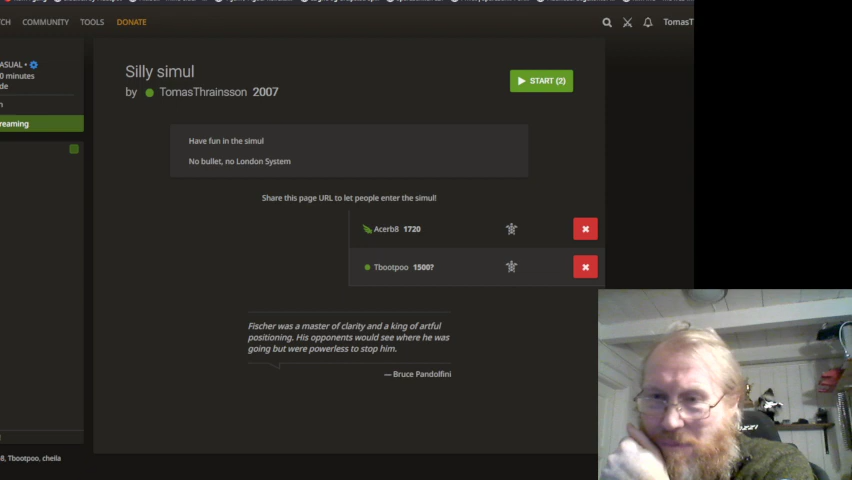 COMMUNITY TOOLS DONATE TomasT
ASUAL •
0 minutes
Silly simul
by TomasThrainsson 2007
START (2)
reaming
Have fun in the simul
No bullet, no London System
Share this page URL to let people enter the simul!
Acerb8 1720
Tbootpoo 1500?
Fischer was a master of clarity and a king of artful
positioning. His opponents would see where he was
going but were powerless to stop him.
— Bruce Pandolfini
8, Tbootpoo, cheila